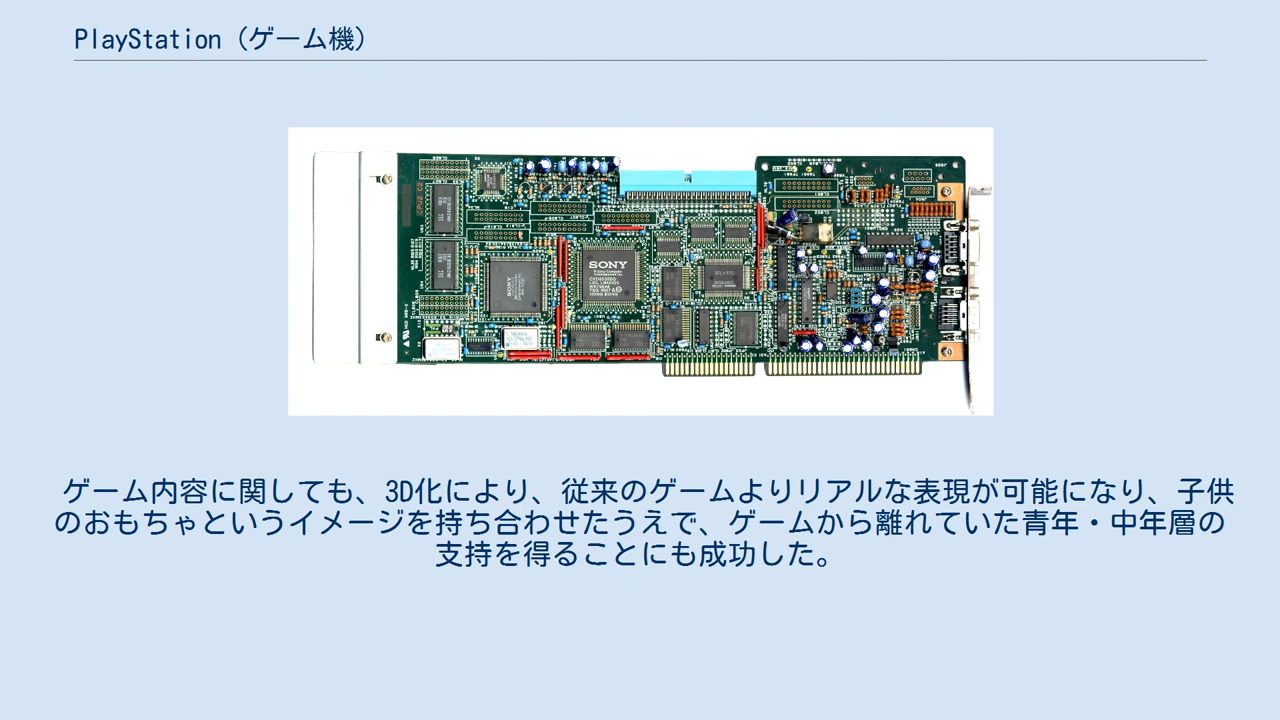 PlayStation（ゲーム機）
SONY
SONY
ゲーム内容に関しても、3D化により、従来のゲームよりリアルな表現が可能になり、子供
のおもちゃというイメージを持ち合わせたうえで、ゲームから離れていた青年・中年層の
支持を得ることにも成功した。